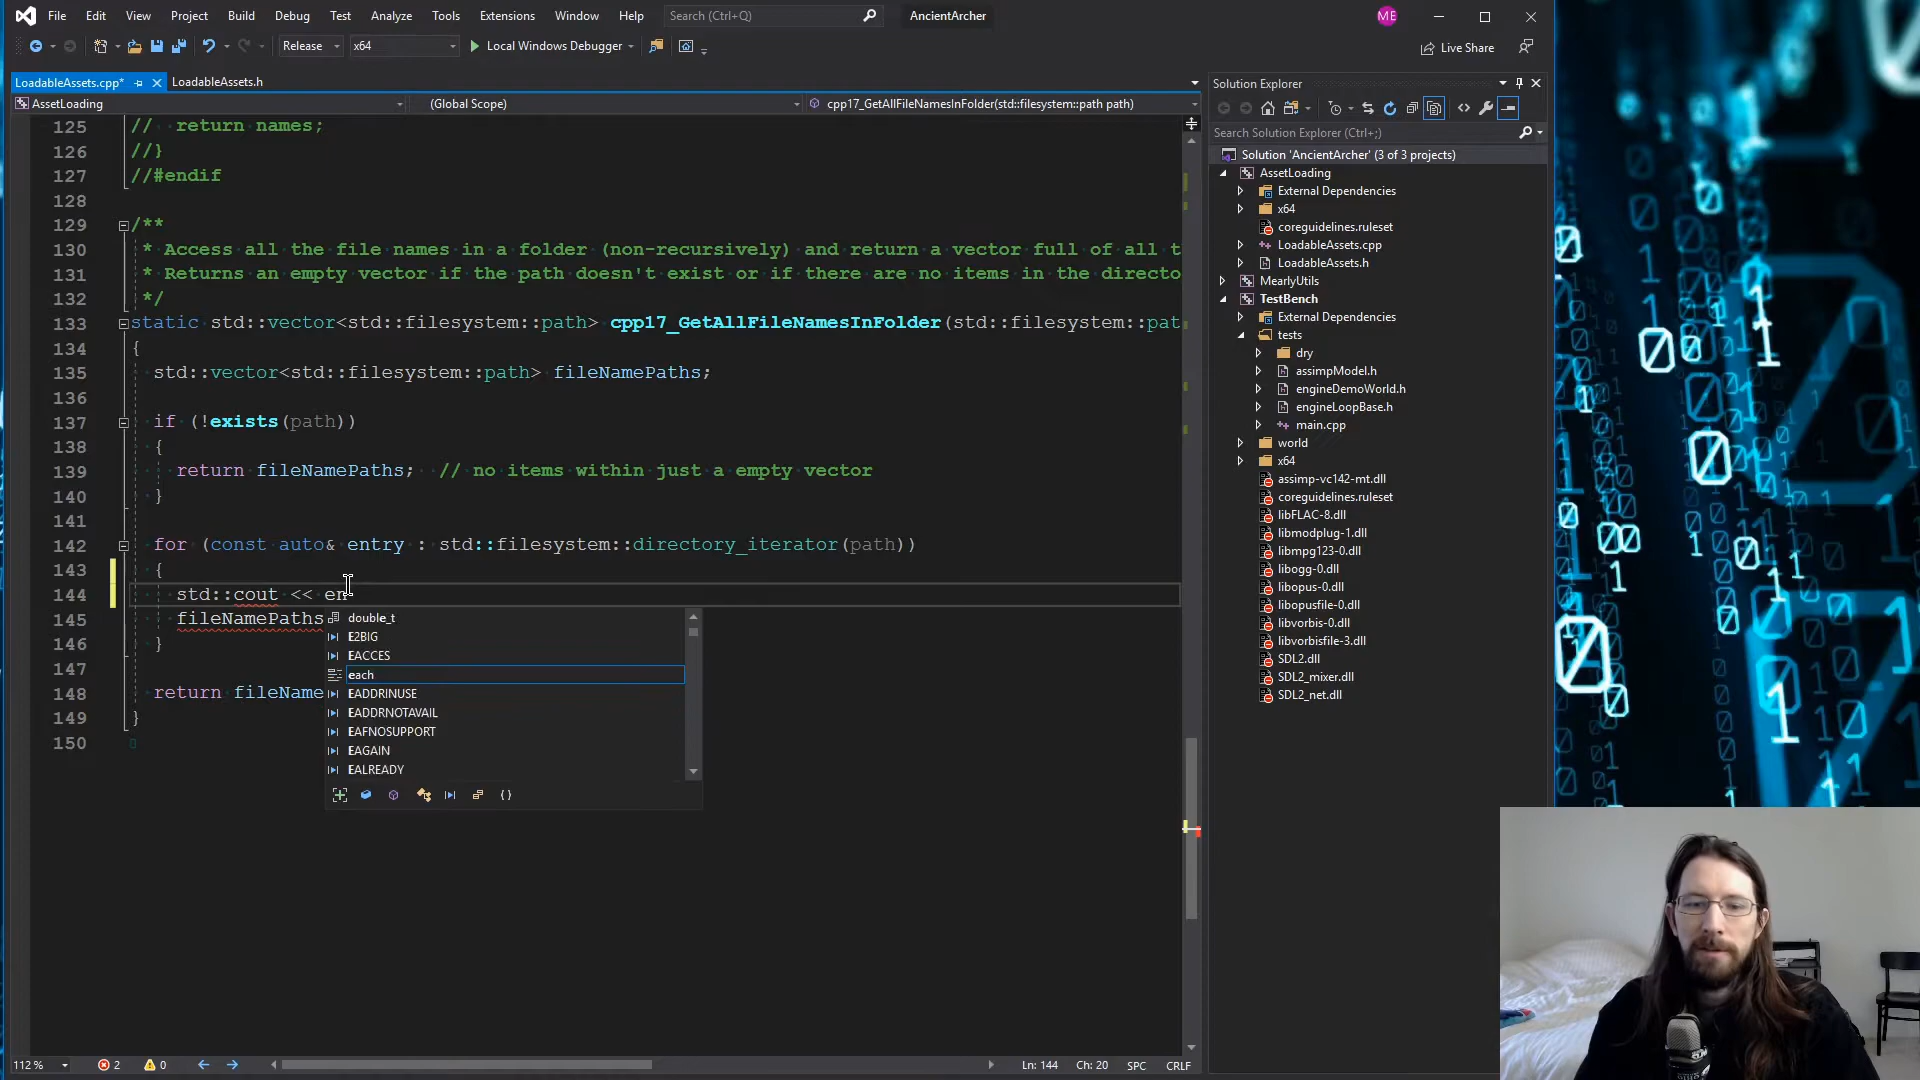 File Edit View Project Build Debug Test Analyze Tools Extensions Window Help Search (Ctrl+Q) AncientArcher ME
Release x64 Local Windows Debugger Live Share
LoadableAssets.cpp* LoadableAssets.h
AssetLoading (Global Scope) cpp17_GetAllFileNamesInFolder(std::filesystem::path path)
125 // return names;
126 //}
127 //#endif
128
129 /**
130 * Access all the file names in a folder (non-recursively) and return a vector full of all t
131 * Returns an empty vector if the path doesn't exist or if there are no items in the directo
132 */
133 static std::vector<std::filesystem::path> cpp17_GetAllFileNamesInFolder(std::filesystem::pat
134 {
135 std::vector<std::filesystem::path> fileNamePaths;
136
137 if (!exists(path))
138 {
139 return fileNamePaths; // no items within just a empty vector
140 }
141
142 for (const auto& entry : std::filesystem::directory_iterator(path))
143 {
144 std::cout << en
145 fileNamePaths
146 }
147
148 return fileName
149 }
150
double_t
E2BIG
EACCES
each
EADDRINUSE
EADDRNOTAVAIL
EAFNOSUPPORT
EAGAIN
EALREADY
112 % 2 0 Ln: 144 Ch: 20 SPC CRLF
Solution Explorer
Search Solution Explorer (Ctrl+;)
Solution 'AncientArcher' (3 of 3 projects)
AssetLoading
External Dependencies
x64
coreguidelines.ruleset
LoadableAssets.cpp
LoadableAssets.h
MearlyUtils
TestBench
External Dependencies
tests
dry
assimpModel.h
engineDemoWorld.h
engineLoopBase.h
main.cpp
world
x64
assimp-vc142-mt.dll
coreguidelines.ruleset
libFLAC-8.dll
libmodplug-1.dll
libmpg123-0.dll
libogg-0.dll
libopus-0.dll
libopusfile-0.dll
libvorbis-0.dll
libvorbisfile-3.dll
SDL2.dll
SDL2_mixer.dll
SDL2_net.dll